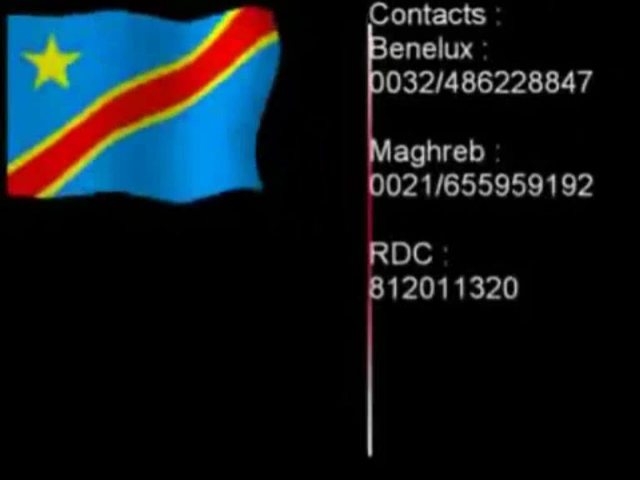 Contacts :
Benelux :
0032/486228847
Maghreb :
0021/655959192
RDC :
812011320